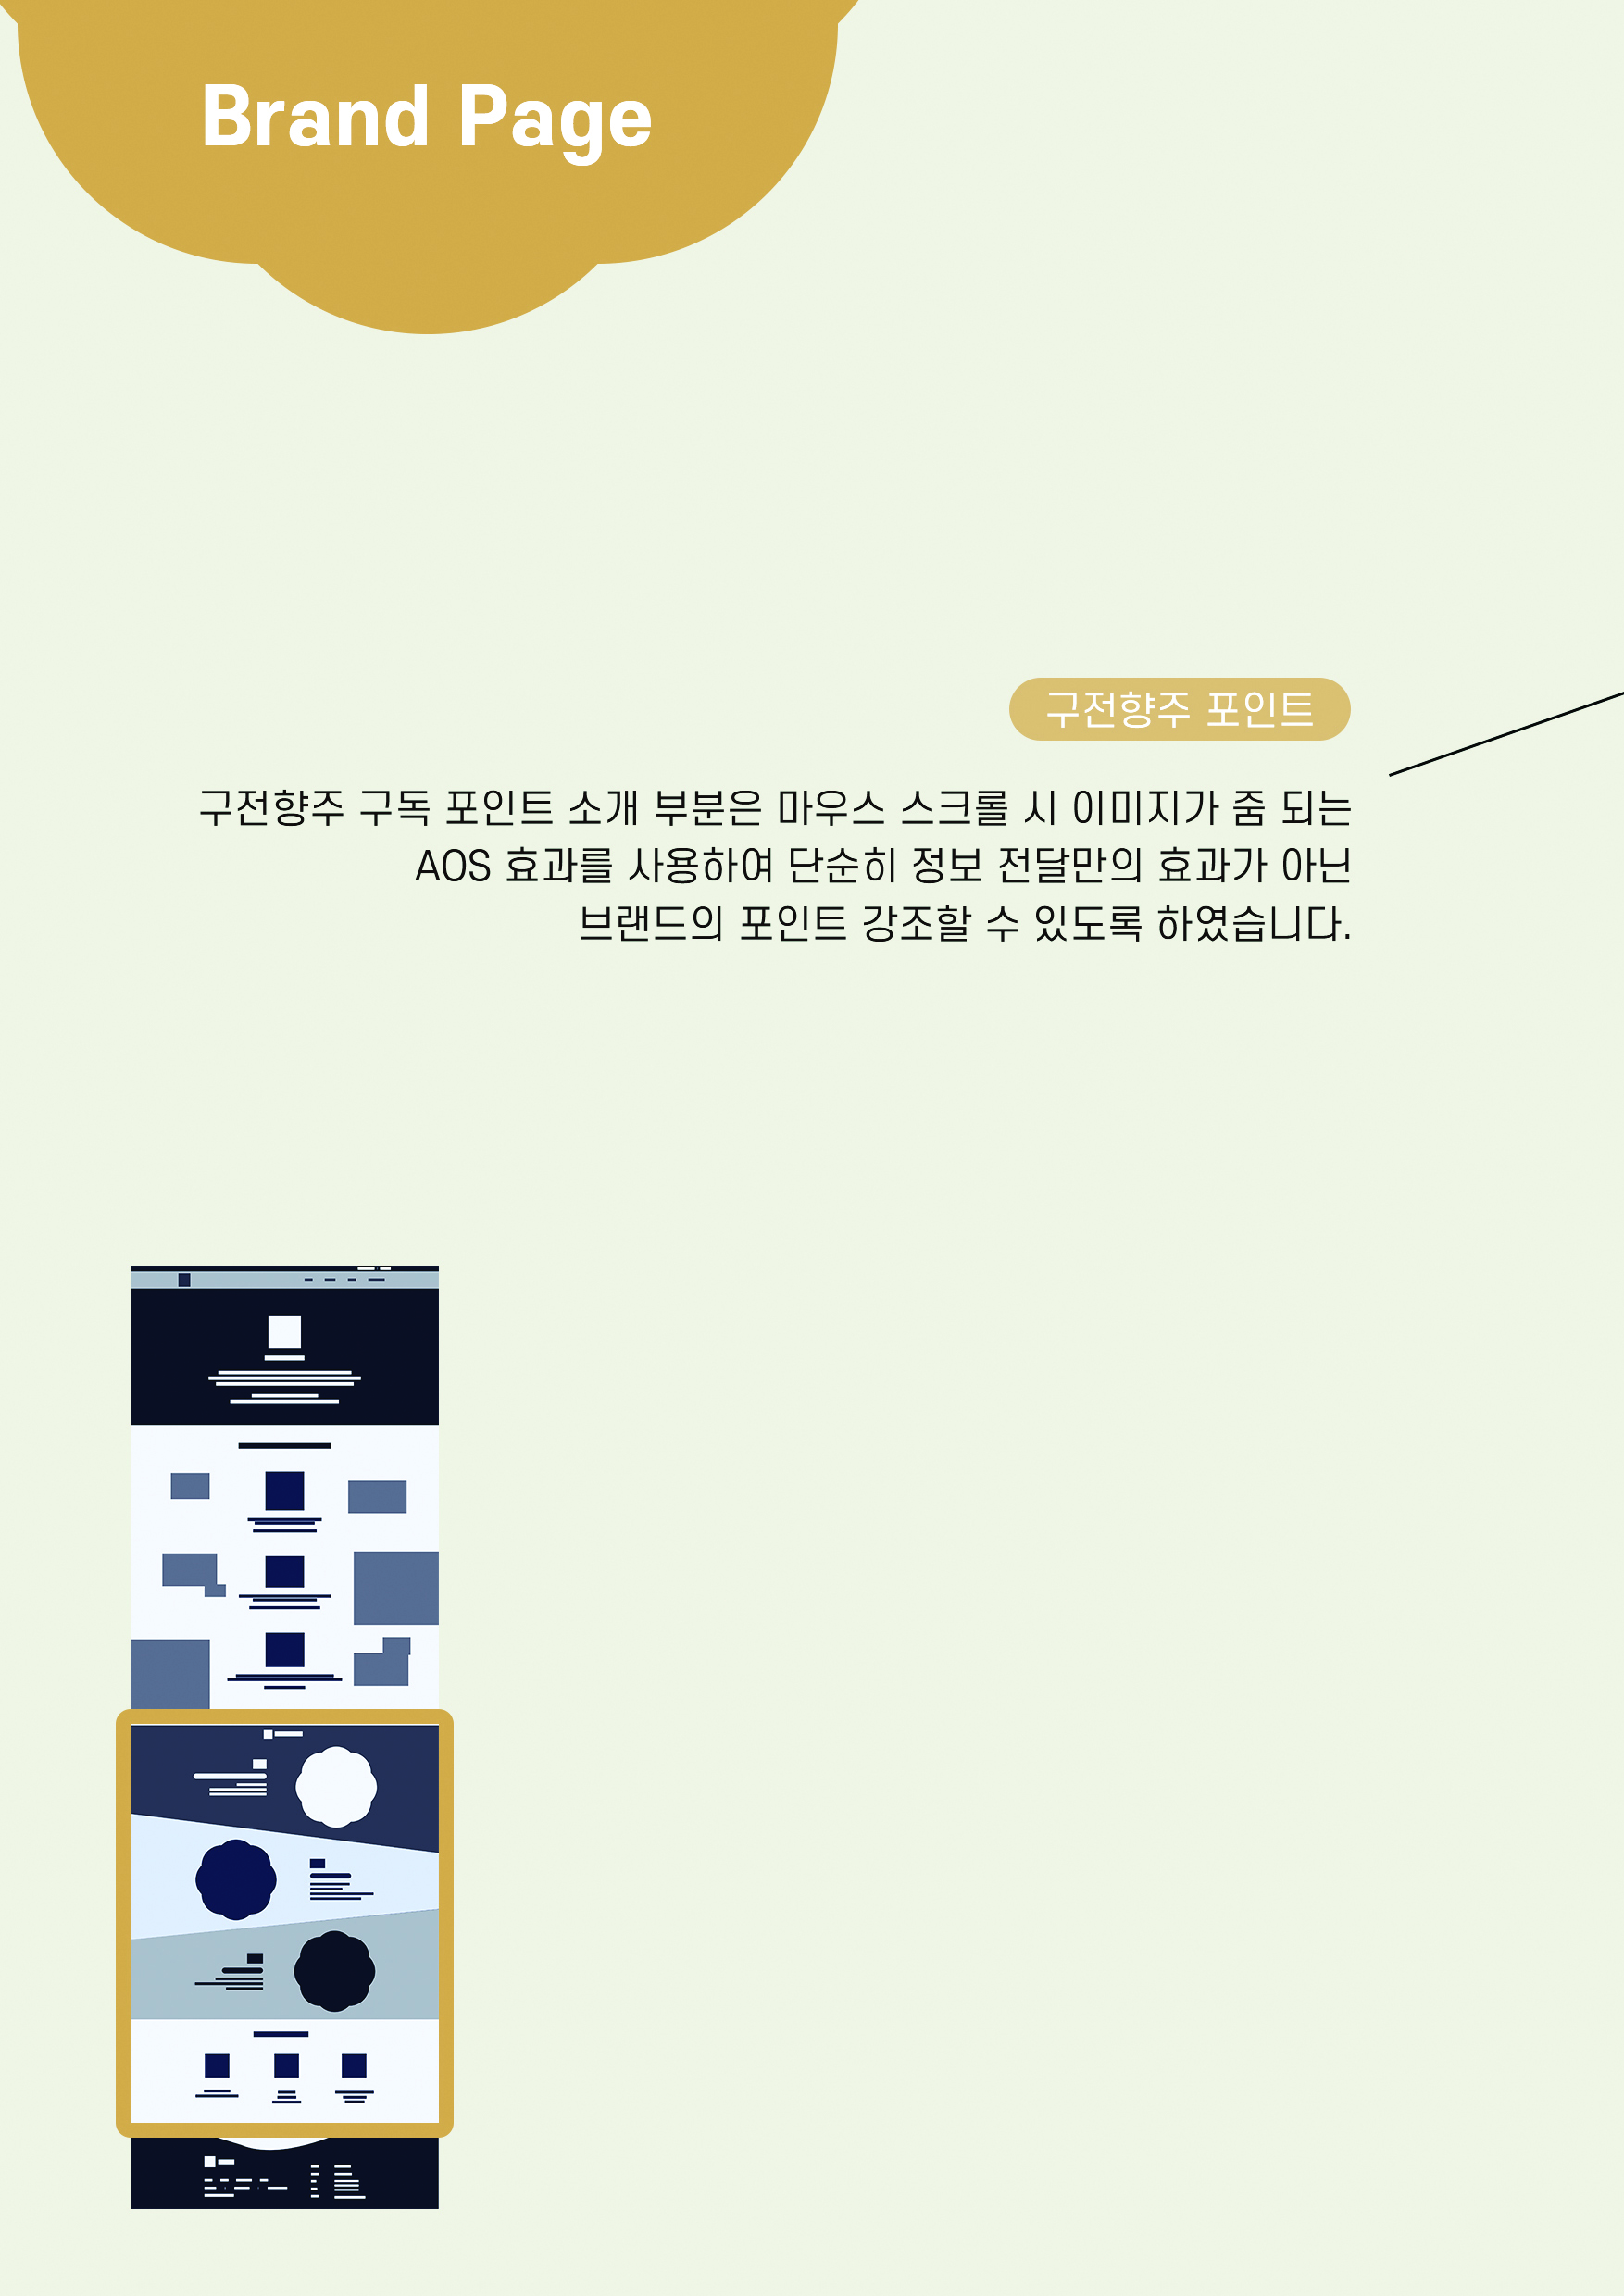 Brand Page
구전향주 포인트
구전향주 구독 포인트 소개 부분은 마우스 스크롤 시 이미지가 줌 되는
AOS 효과를 사용하여 단순히 정보 전달만의 효과가 아닌
브랜드의 포인트 강조할 수 있도록 하였습니다.